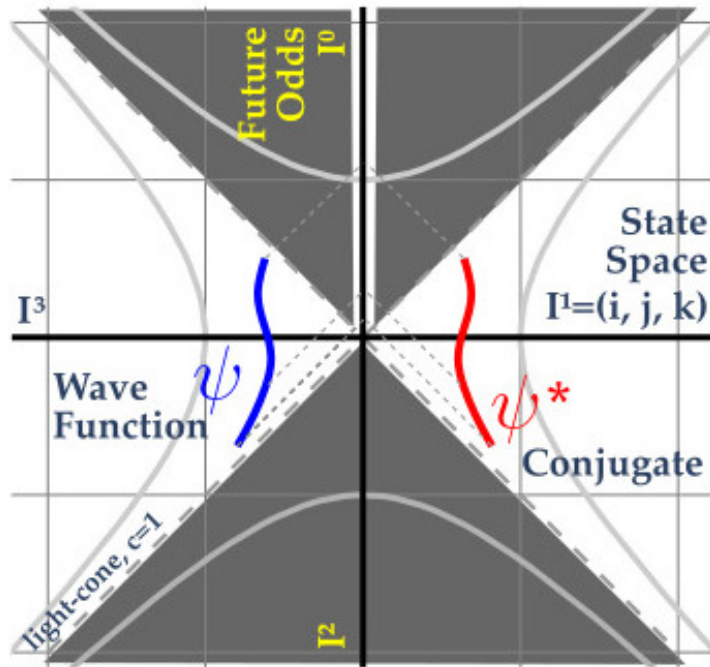 Future
Odds
I⁰
State
Space
I¹=(i, j, k)
I³
Wave
Function
ψ
ψ*
Conjugate
light-cone, c=1
I²